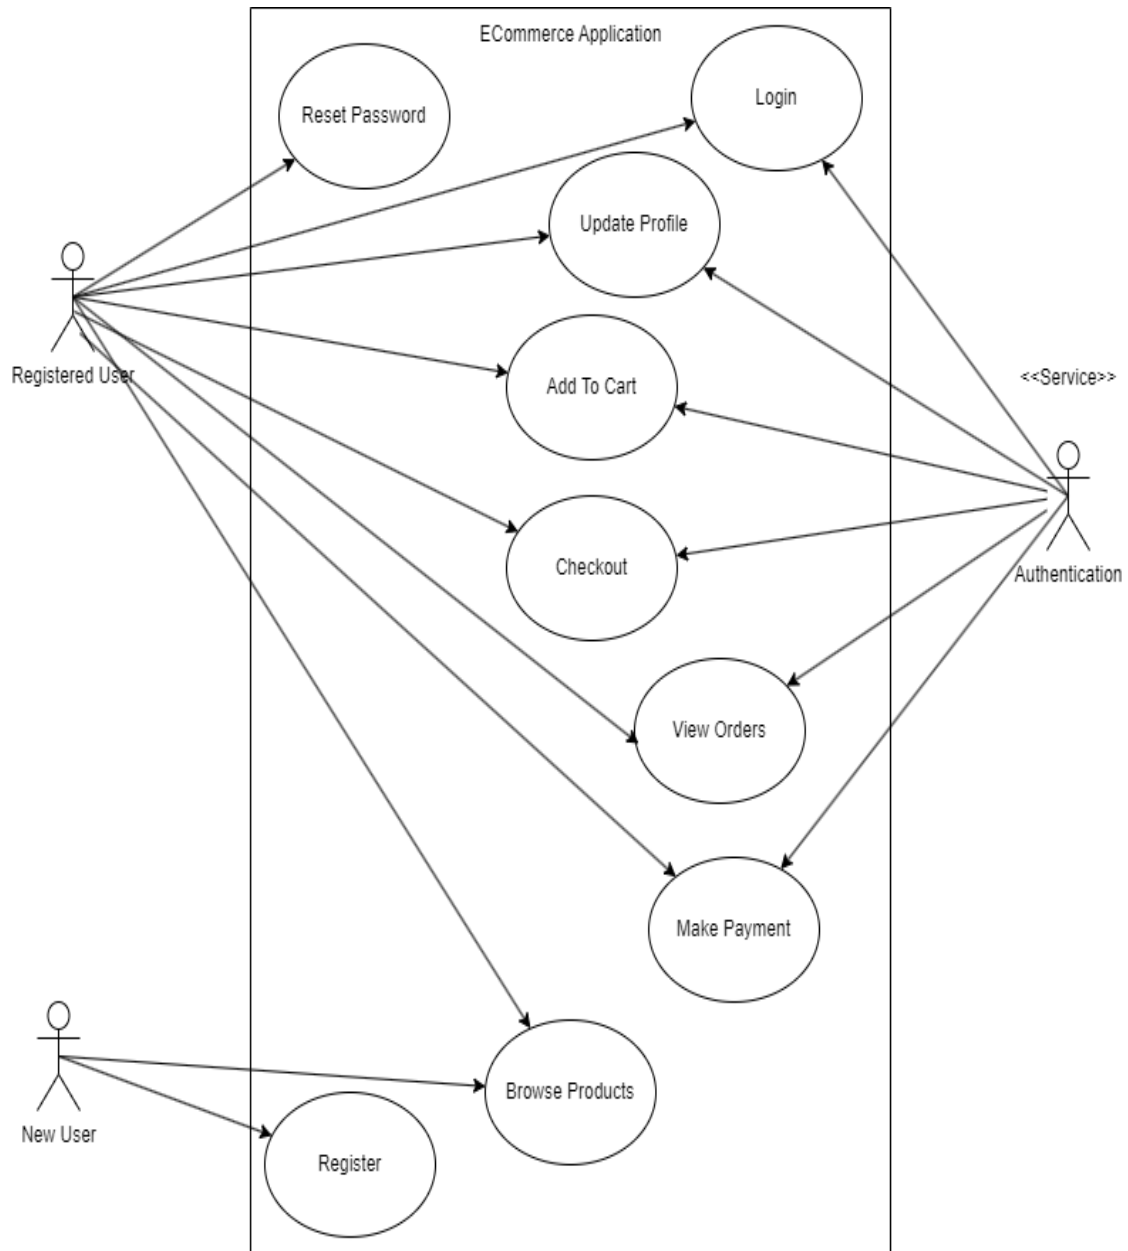 ECommerce Application
Login
Reset Password
Update Profile
Registered User
<<Service>>
Add To Cart
Checkout
Authentication
View Orders
Make Payment
Browse Products
New User
Register